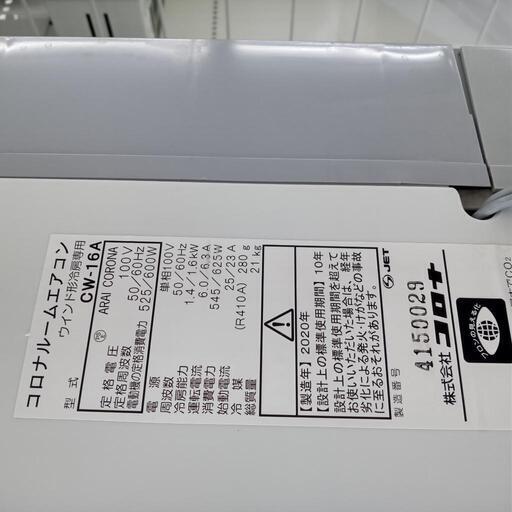 コロナルームエアコン
ウインド形冷房専用
型式 CW-16A
ARAI CORONA
定格電圧 100V
定格周波数 50/60Hz
電動機の定格消費電力 525/600W
電源 単相100V
周波数 50/60Hz
冷房能力 1.4/1.6kW
運転電流 6.0/6.3A
消費電力 545/625W
始動電流 25/23A
冷媒 (R410A) 280g
総質量 21kg
【製造年】2020年
【設計上の標準使用期間】10年
設計上の標準使用期間を超えて
お使いいただいた場合は、経年
劣化による発火・けがなどの事故
に至るおそれがあります。
製造番号 4150029
JET
株式会社コロナ
フロンの見える化